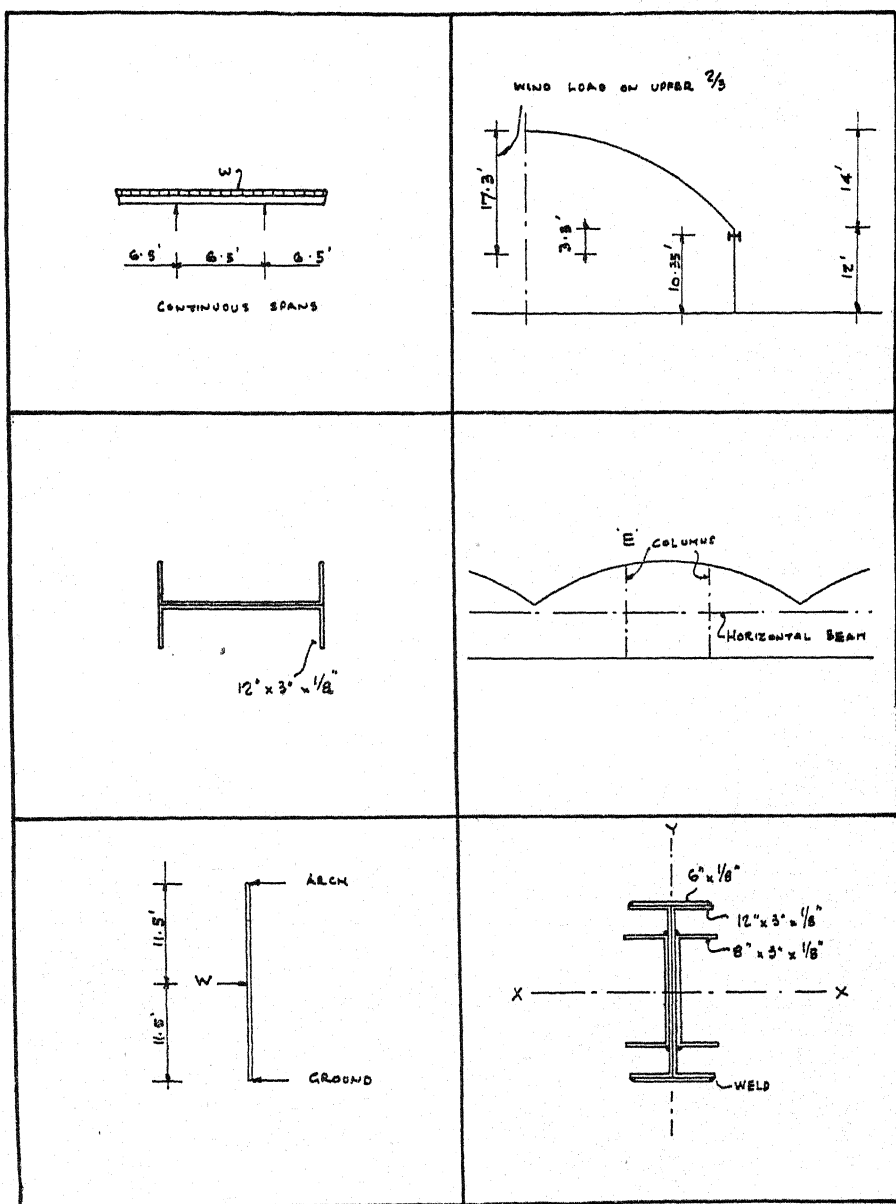 W
6.5' 6.5' 6.5'
CONTINUOUS SPANS
WIND LOAD ON UPPER 2/3
17.3'
3.3'
10.35'
14'
12'
12" x 3" x 1/8"
'E' COLUMNS
HORIZONTAL BEAM
ARCH
11.5'
W
11.5'
GROUND
Y
6" x 1/8"
12" x 3" x 1/8"
8" x 3" x 1/8"
X X
WELD